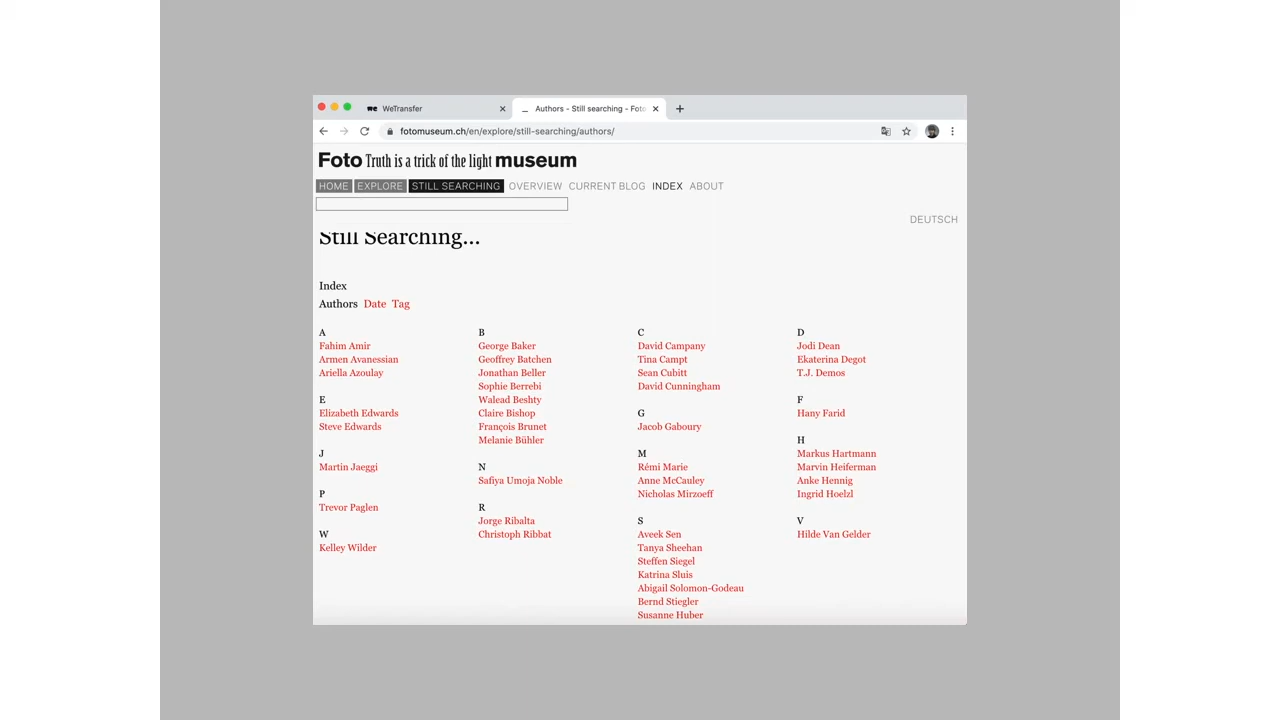 WeTransfer
Authors - Still searching - Foto
fotomuseum.ch/en/explore/still-searching/authors/
Foto Truth is a trick of the light museum
HOME EXPLORE STILL SEARCHING OVERVIEW CURRENT BLOG INDEX ABOUT
DEUTSCH
Still Searching...
Index
Authors Date Tag
A
Fahim Amir
Armen Avanessian
Ariella Azoulay
E
Elizabeth Edwards
Steve Edwards
J
Martin Jaeggi
P
Trevor Paglen
W
Kelley Wilder
B
George Baker
Geoffrey Batchen
Jonathan Beller
Sophie Berrebi
Walead Beshty
Claire Bishop
François Brunet
Melanie Bühler
N
Safiya Umoja Noble
R
Jorge Ribalta
Christoph Ribbat
C
David Campany
Tina Campt
Sean Cubitt
David Cunningham
G
Jacob Gaboury
M
Rémi Marie
Anne McCauley
Nicholas Mirzoeff
S
Aveek Sen
Tanya Sheehan
Steffen Siegel
Katrina Sluis
Abigail Solomon-Godeau
Bernd Stiegler
Susanne Huber
D
Jodi Dean
Ekaterina Degot
T.J. Demos
F
Hany Farid
H
Markus Hartmann
Marvin Heiferman
Anke Hennig
Ingrid Hoelzl
V
Hilde Van Gelder